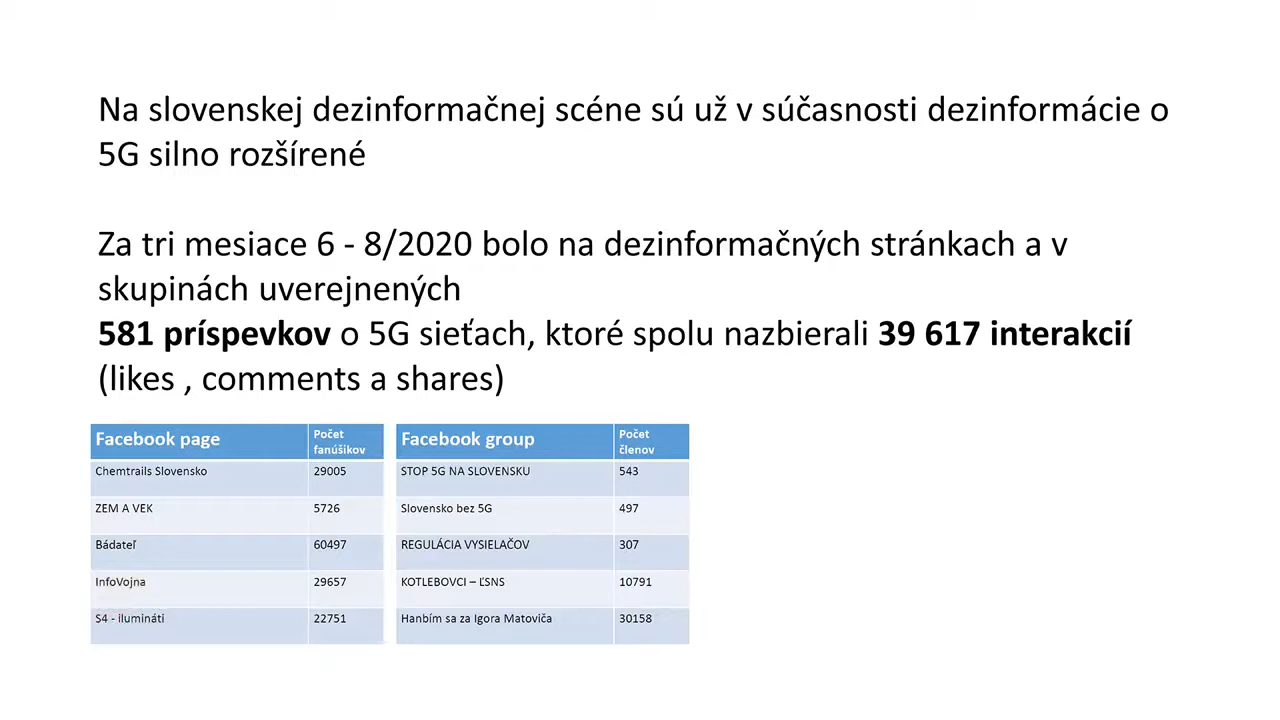 Na slovenskej dezinformačnej scéne sú už v súčasnosti dezinformácie o
5G silno rozšírené
Za tri mesiace 6 - 8/2020 bolo na dezinformačných stránkach a v
skupinách uverejnených
581 príspevkov o 5G sieťach, ktoré spolu nazbierali 39 617 interakcií
(likes , comments a shares)
Facebook page Počet fanúšikov
Chemtrails Slovensko 29005
ZEM A VEK 5726
Bádateľ 60497
InfoVojna 29657
S4 - ilumináti 22751
Facebook group Počet členov
STOP 5G NA SLOVENSKU 543
Slovensko bez 5G 497
REGULÁCIA VYSIELAČOV 307
KOTLEBOVCI – ĽSNS 10791
Hanbím sa za Igora Matoviča 30158